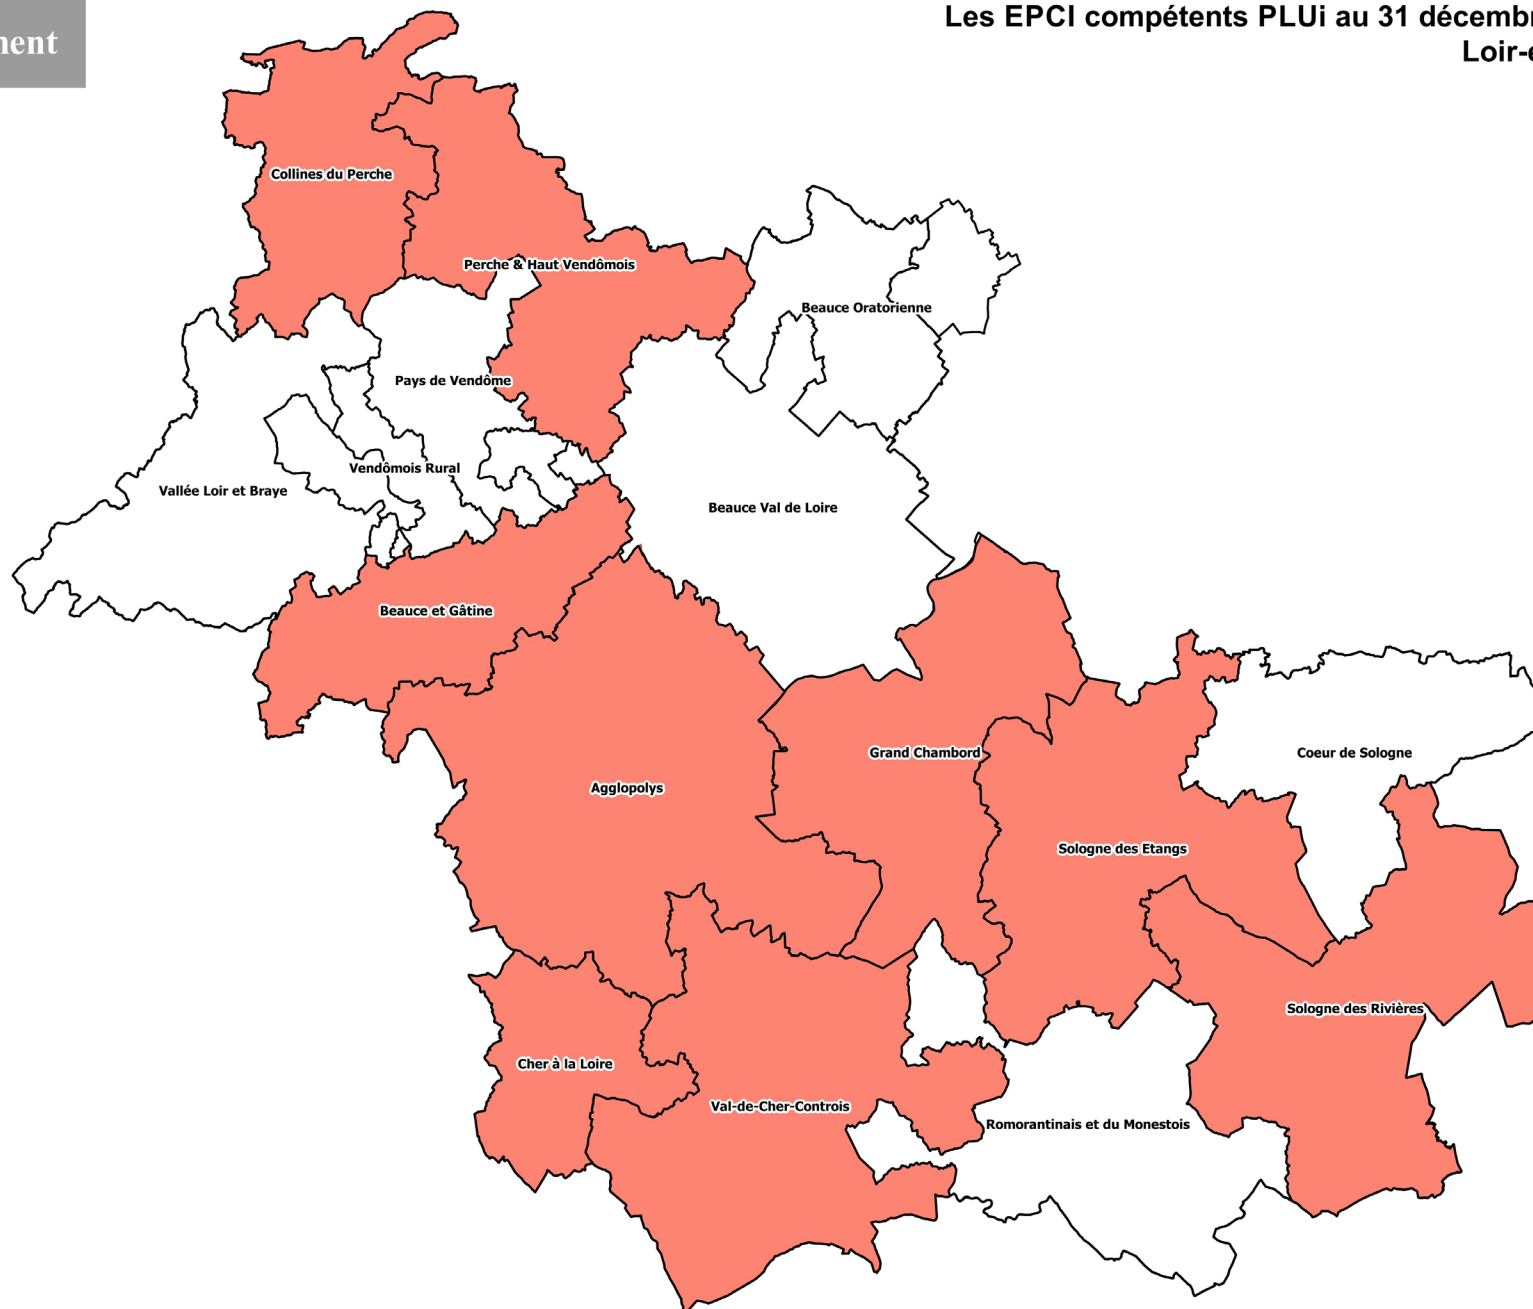 nent
Les EPCI compétents PLUi au 31 décembr
Loir-e
Collines du Perche
Perche & Haut Vendômois
Beauce Oratorienne
Pays de Vendôme
Vendômois Rural
Vallée Loir et Braye
Beauce Val de Loire
Beauce et Gâtine
Grand Chambord
Coeur de Sologne
Agglopolys
Sologne des Etangs
Sologne des Rivières
Cher à la Loire
Val-de-Cher-Controis
Romorantinais et du Monestois